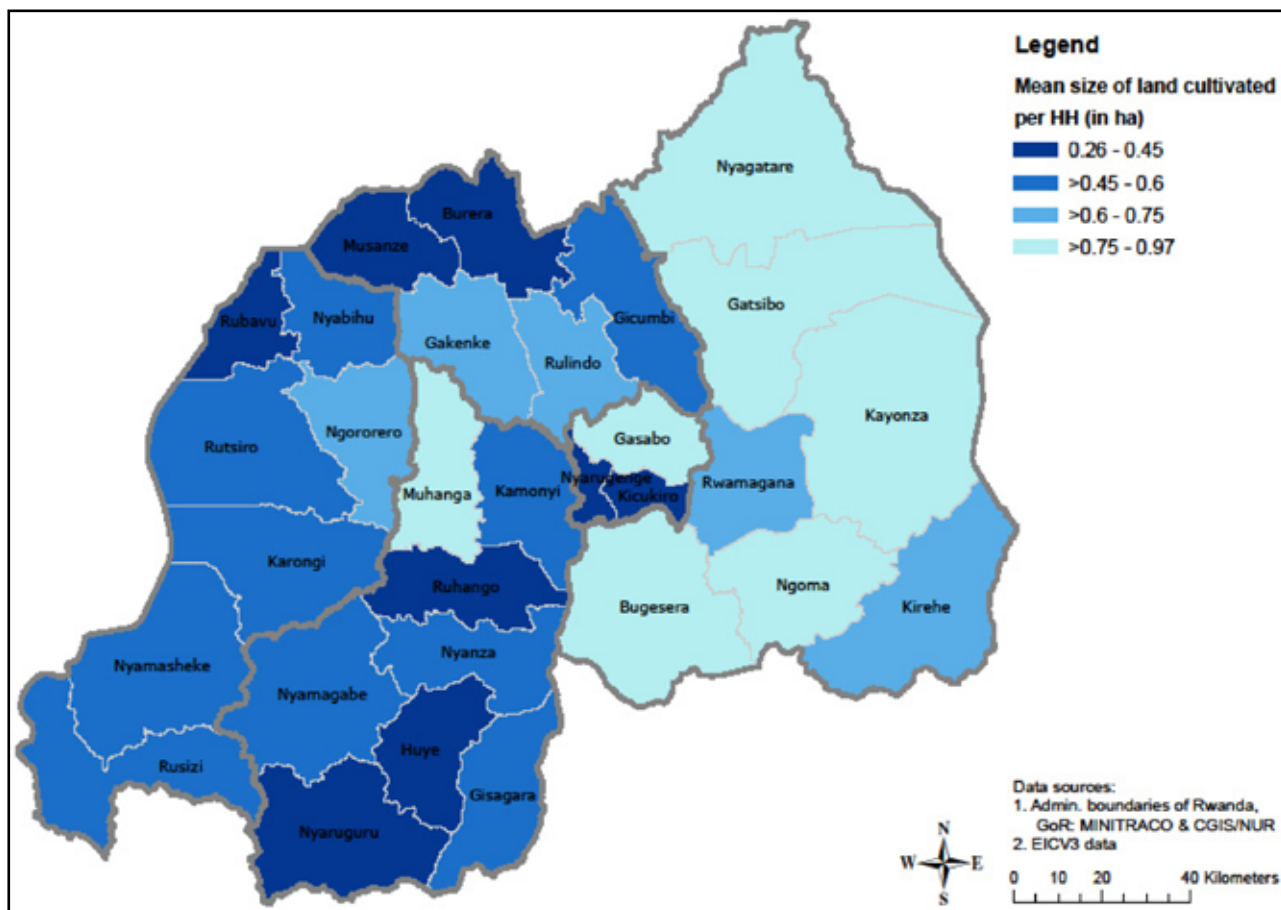 Legend
Mean size of land cultivated
per HH (in ha)
0.26 - 0.45
>0.45 - 0.6
>0.6 - 0.75
>0.75 - 0.97
Nyagatare
Burera
Musanze
Gatsibo
Rubavu
Nyabihu
Gicumbi
Gakenke
Rulindo
Kayonza
Ngororero
Gasabo
Rutsiro
Nyarugenge
Rwamagana
Muhanga
Kamonyi
Kicukiro
Karongi
Ruhango
Ngoma
Bugesera
Kirehe
Nyanza
Nyamasheke
Nyamagabe
Huye
Rusizi
Gisagara
Nyaruguru
Data sources:
1. Admin. boundaries of Rwanda,
GoR: MINITRACO & CGIS/NUR
2. EICV3 data
N
W E
S
0 10 20 40 Kilometers